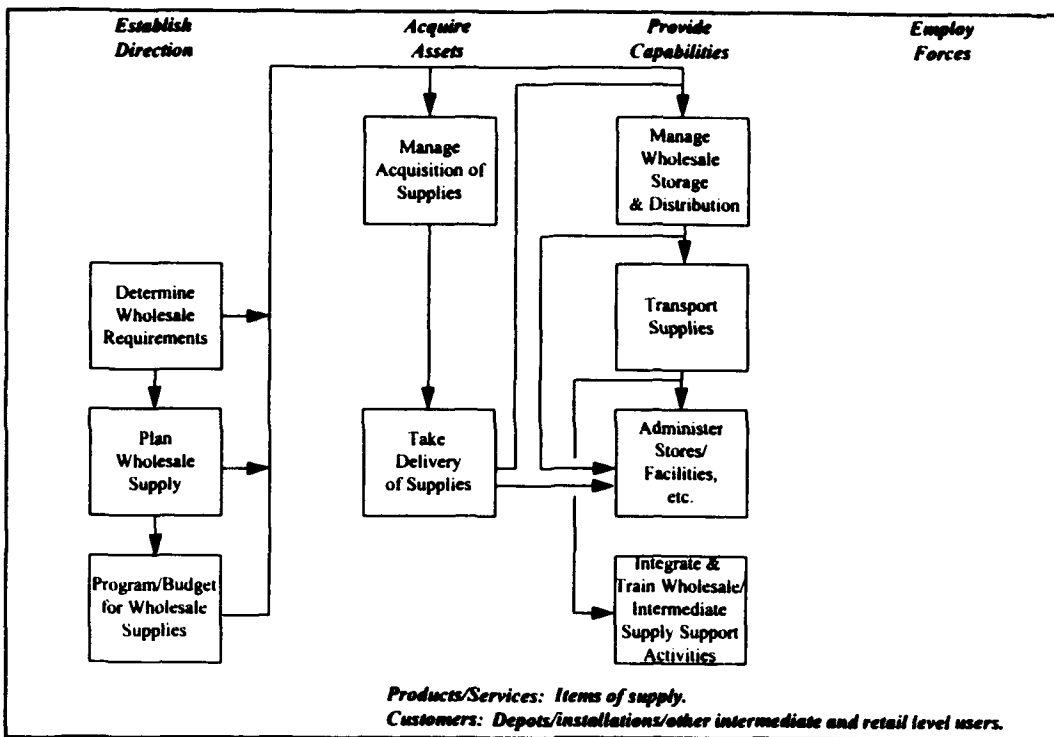 Establish
Direction
Acquire
Assets
Provide
Capabilities
Employ
Forces
Manage
Acquisition of
Supplies
Manage
Wholesale
Storage
& Distribution
Determine
Wholesale
Requirements
Transport
Supplies
Plan
Wholesale
Supply
Take
Delivery
of Supplies
Administer
Stores/
Facilities,
etc.
Program/Budget
for Wholesale
Supplies
Integrate &
Train Wholesale/
Intermediate
Supply Support
Activities
Products/Services: Items of supply.
Customers: Depots/installations/other intermediate and retail level users.